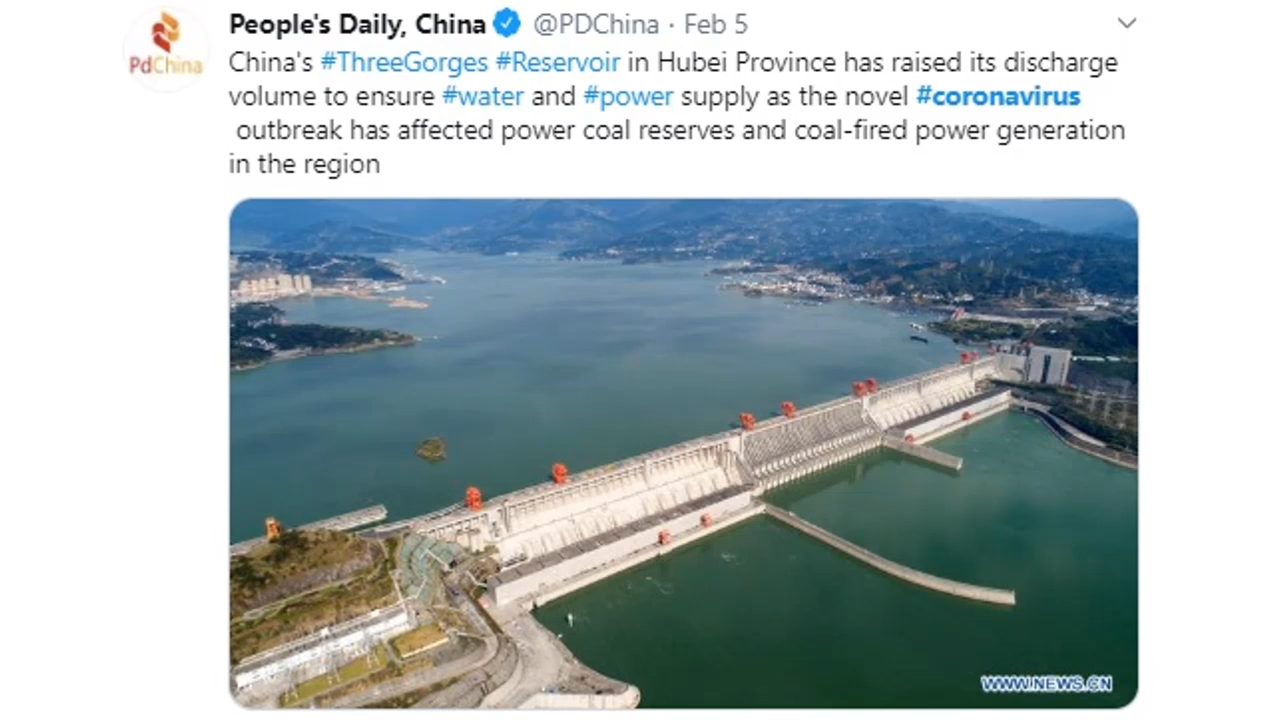 People's Daily, China @PDChina · Feb 5
PdChina
China's #ThreeGorges #Reservoir in Hubei Province has raised its discharge
volume to ensure #water and #power supply as the novel #coronavirus
outbreak has affected power coal reserves and coal-fired power generation
in the region
WWW.NEWS.CN